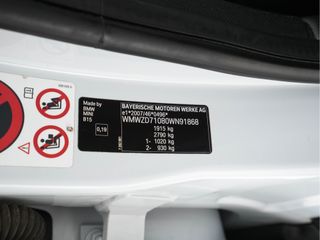 Made by
BMW
MINI
B15
0,19
BAYERISCHE MOTOREN WERKE AG
e1*2007/46*0496*
WMWZD71080WN91868
1915 kg
2790 kg
1- 1020 kg
2- 930 kg